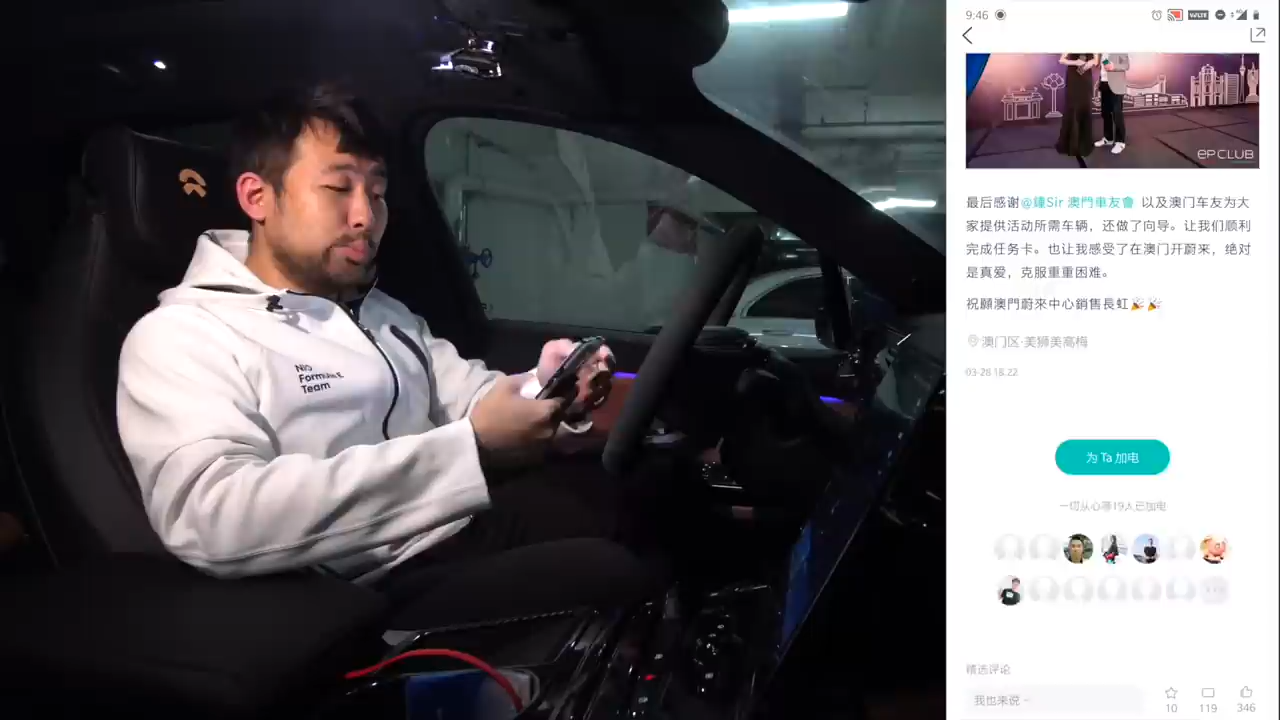 NIO
Formula E
Team
9:46
VoLTE
EP CLUB
最后感谢@鐘Sir 澳門車友會 以及澳门车友为大
家提供活动所需车辆，还做了向导。让我们顺利
完成任务卡。也让我感受了在澳门开蔚来，绝对
是真爱，克服重重困难。
祝願澳門蔚來中心銷售長虹🎉🎉
澳门区·美狮美高梅
03-28 18:22
为 Ta 加电
一切从心等19人已加电
精选评论
我也来说~
10
119
346